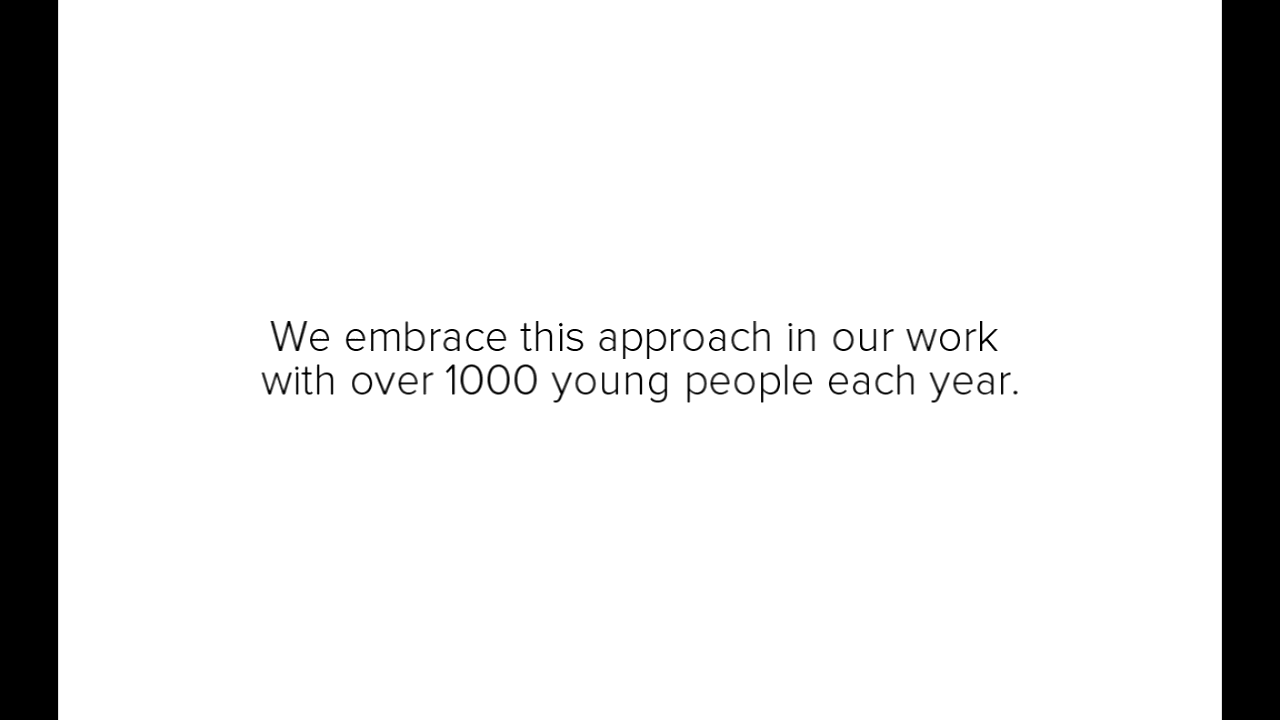 We embrace this approach in our work
with over 1000 young people each year.